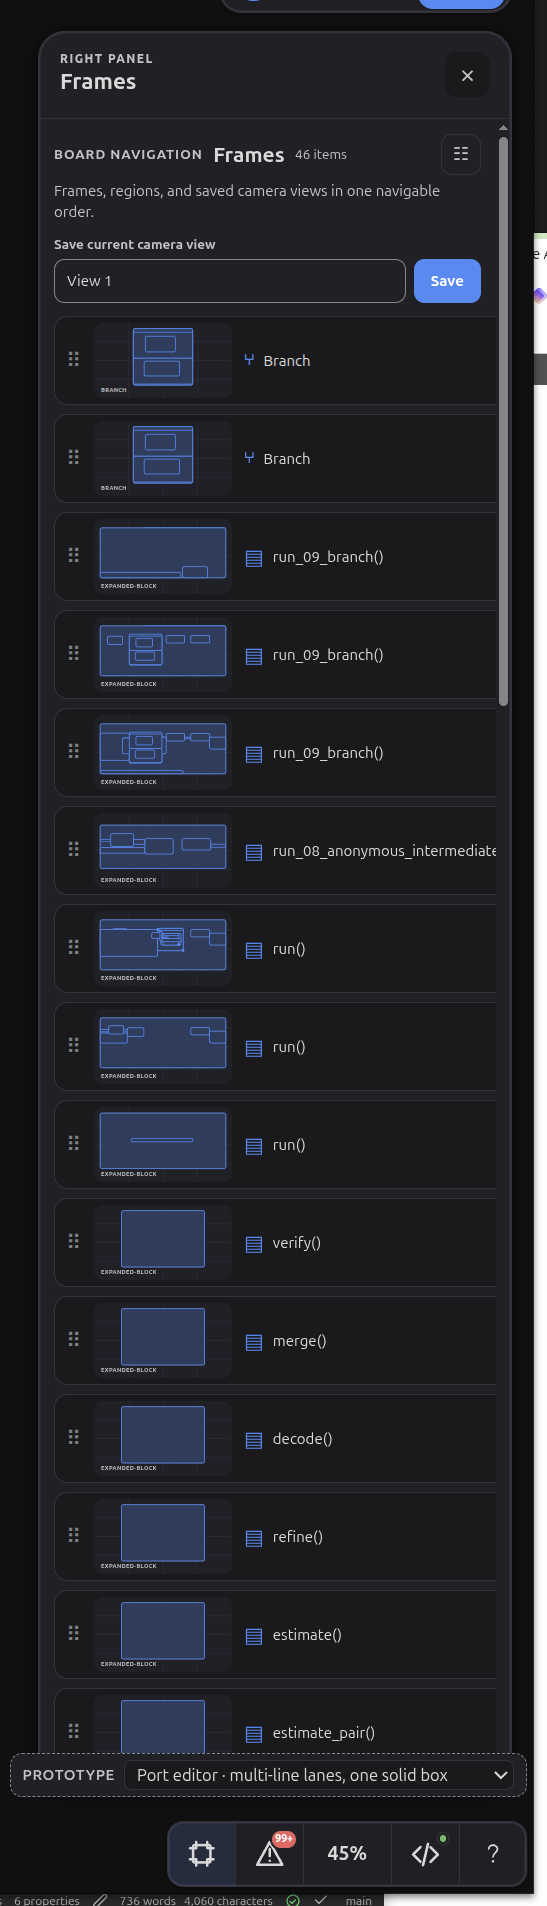 RIGHT PANEL
Frames
BOARD NAVIGATION Frames 46 items
Frames, regions, and saved camera views in one navigable
order.
Save current camera view
View 1 Save
BRANCH
Branch
BRANCH
Branch
EXPANDED-BLOCK
run_09_branch()
EXPANDED-BLOCK
run_09_branch()
EXPANDED-BLOCK
run_09_branch()
EXPANDED-BLOCK
run_08_anonymous_intermediate
EXPANDED-BLOCK
run()
EXPANDED-BLOCK
run()
EXPANDED-BLOCK
run()
EXPANDED-BLOCK
verify()
EXPANDED-BLOCK
merge()
EXPANDED-BLOCK
decode()
EXPANDED-BLOCK
refine()
EXPANDED-BLOCK
estimate()
EXPANDED-BLOCK
estimate_pair()
PROTOTYPE Port editor · multi-line lanes, one solid box
99+
45%
</>
?
6 properties 736 words 4,060 characters main